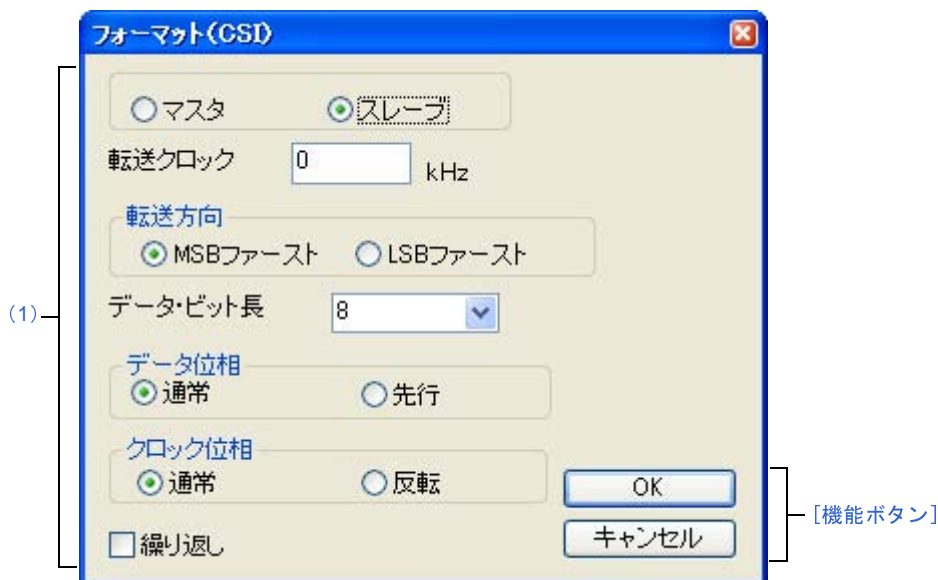 フォーマット(CSI)
マスタ スレーブ
転送クロック 0 kHz
転送方向
MSBファースト LSBファースト
(1)
データ・ビット長 8
データ位相
通常 先行
クロック位相
通常 反転
OK
[機能ボタン]
繰り返し キャンセル